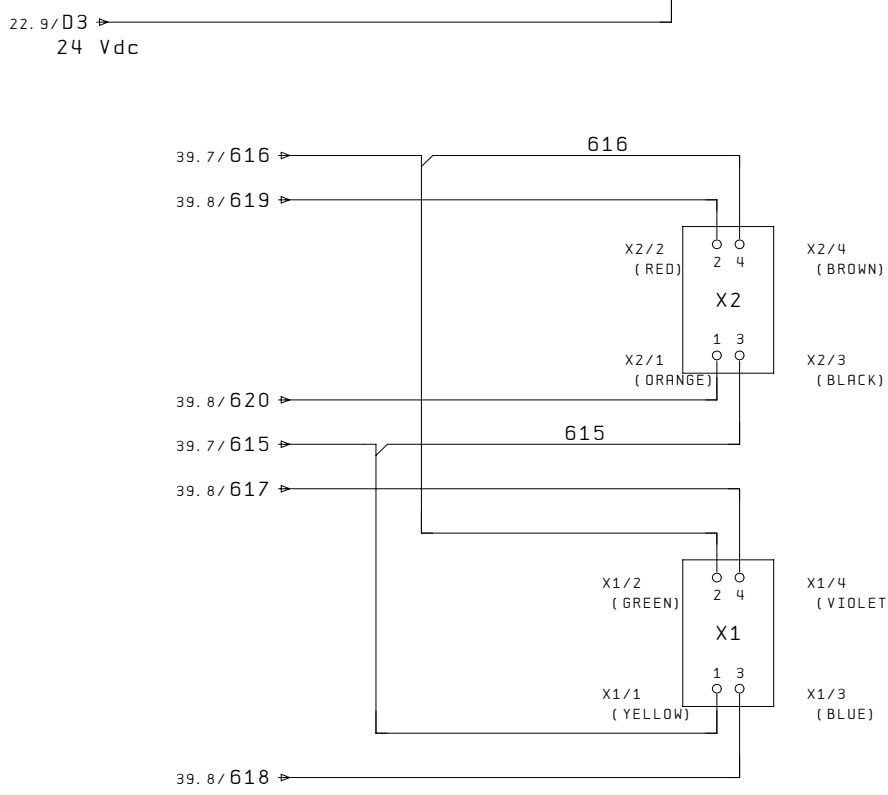 22.9/D3
24 Vdc
39.7/616
616
39.8/619
X2/2
(RED)
2 4
X2/4
(BROWN)
X2
1 3
X2/1
(ORANGE)
X2/3
(BLACK)
39.8/620
39.7/615
615
39.8/617
X1/2
(GREEN)
2 4
X1/4
(VIOLET
X1
1 3
X1/1
(YELLOW)
X1/3
(BLUE)
39.8/618